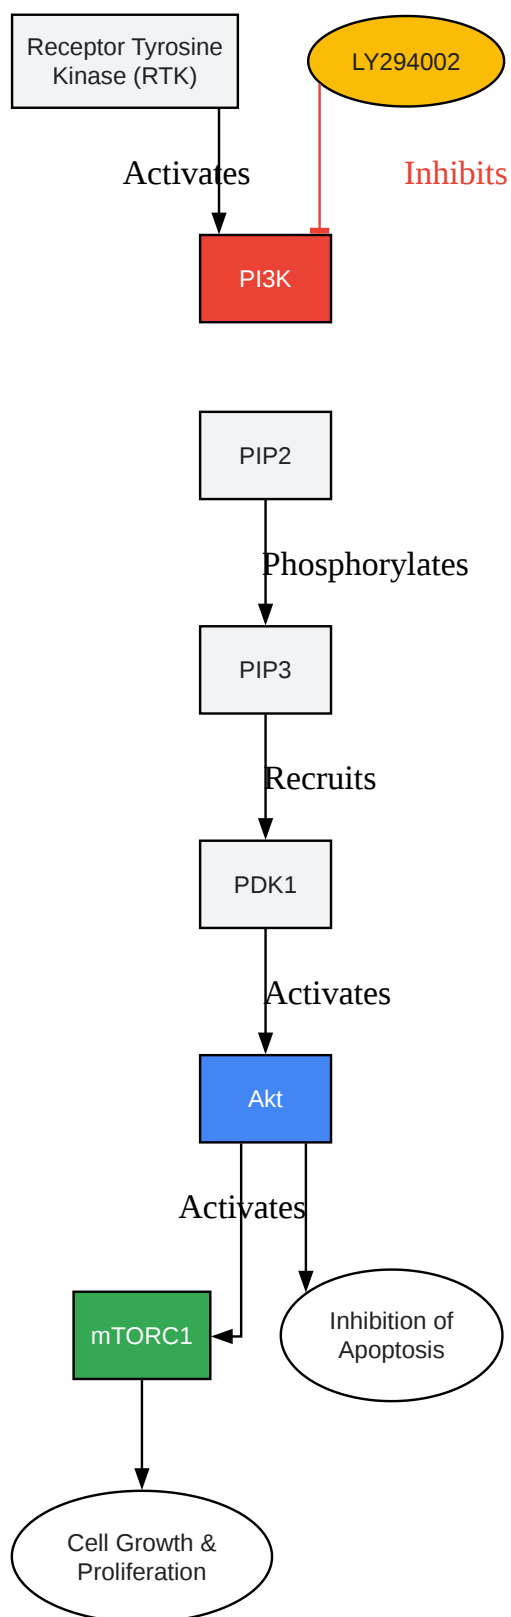 Receptor Tyrosine
Kinase (RTK)
LY294002
Activates
Inhibits
PI3K
PIP2
Phosphorylates
PIP3
Recruits
PDK1
Activates
Akt
Activates
mTORC1
Inhibition of
Apoptosis
Cell Growth &
Proliferation